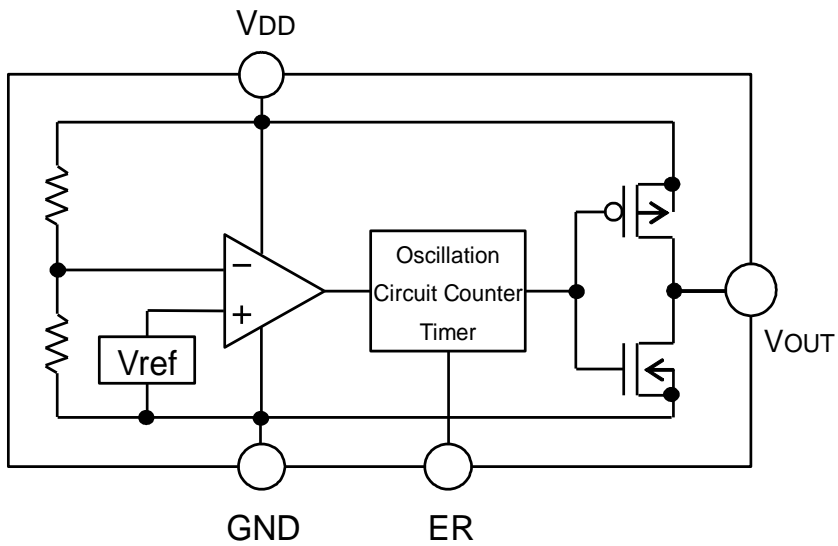 VDD
−
+
Vref
Oscillation
Circuit Counter
Timer
VOUT
GND
ER